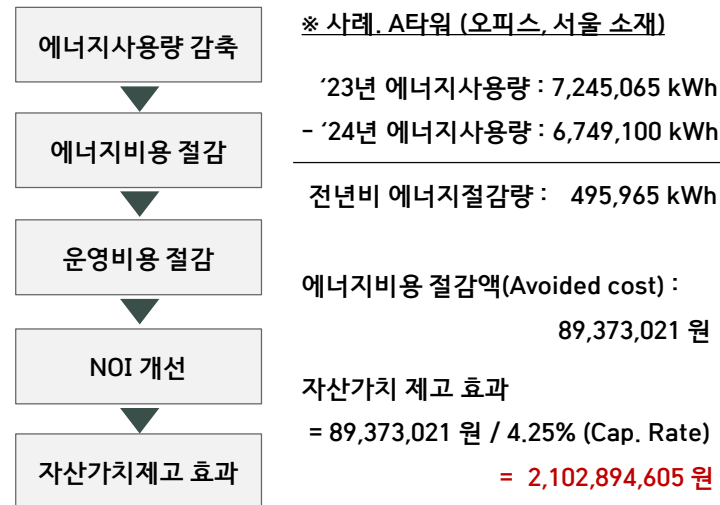 에너지사용량 감축
에너지비용 절감
운영비용 절감
NOI 개선
자산가치제고 효과
※ 사례. A타워 (오피스, 서울 소재)
´23년 에너지사용량 : 7,245,065 kWh
- ´24년 에너지사용량 : 6,749,100 kWh
전년비 에너지절감량 : 495,965 kWh
에너지비용 절감액(Avoided cost) :
89,373,021 원
자산가치 제고 효과
= 89,373,021 원 / 4.25% (Cap. Rate)
= 2,102,894,605 원